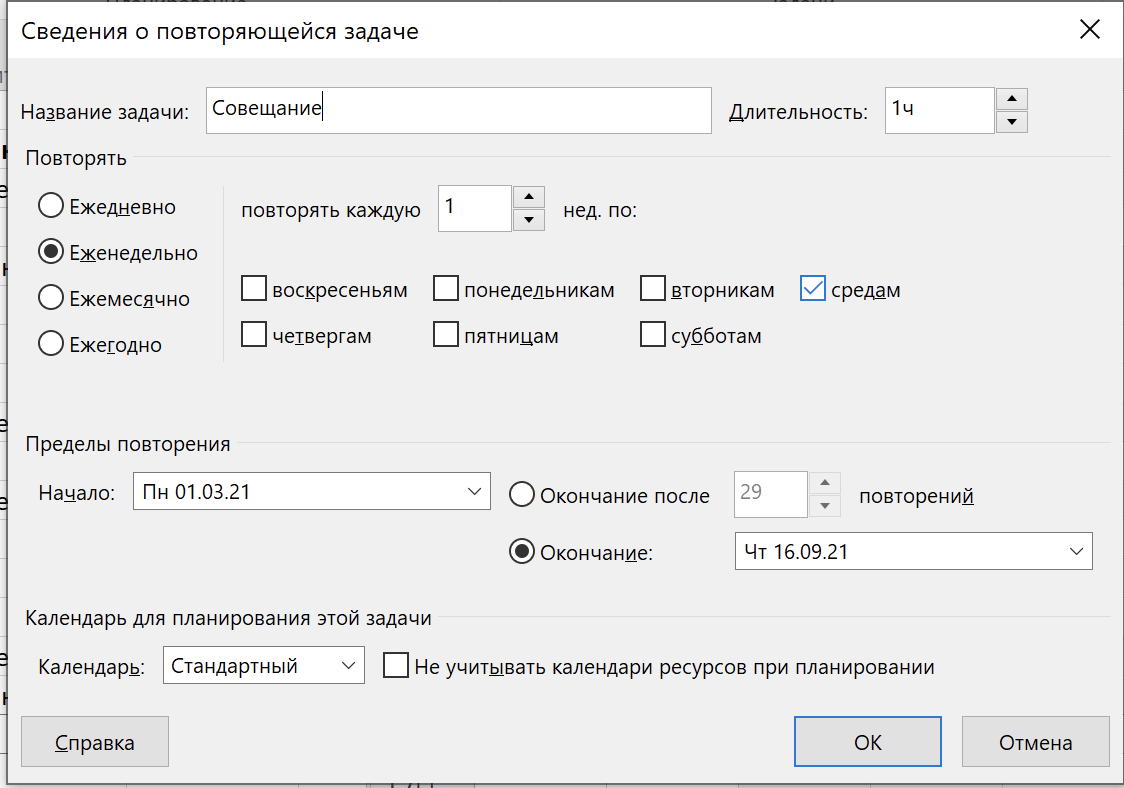 Сведения о повторяющейся задаче
Название задачи: Совещание Длительность: 1ч
Повторять
Ежедневно повторять каждую 1 нед. по:
Еженедельно
воскресеньям понедельникам вторникам средам
Ежемесячно
четвергам пятницам субботам
Ежегодно
Пределы повторения
Начало: Пн 01.03.21 Окончание после 29 повторений
Окончание: Чт 16.09.21
Календарь для планирования этой задачи
Календарь: Стандартный Не учитывать календари ресурсов при планировании
Справка ОК Отмена